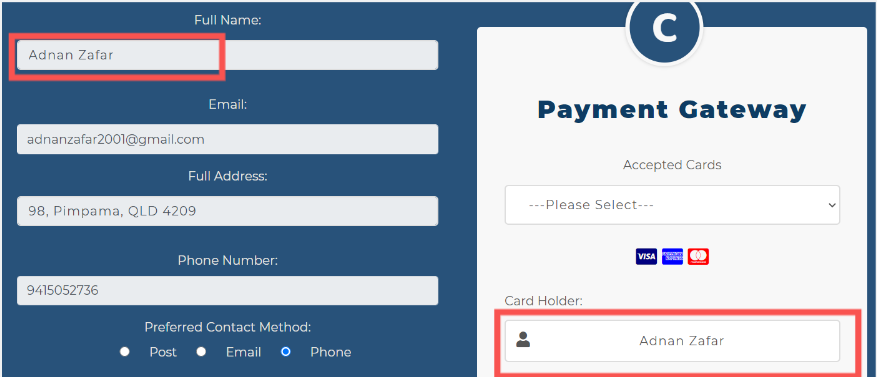 Full Name:
Adnan Zafar
Email:
adnanzafar2001@gmail.com
Full Address:
98, Pimpama, QLD 4209
Phone Number:
9415052736
Preferred Contact Method:
Post Email Phone
C
Payment Gateway
Accepted Cards
---Please Select---
VISA
Card Holder:
Adnan Zafar